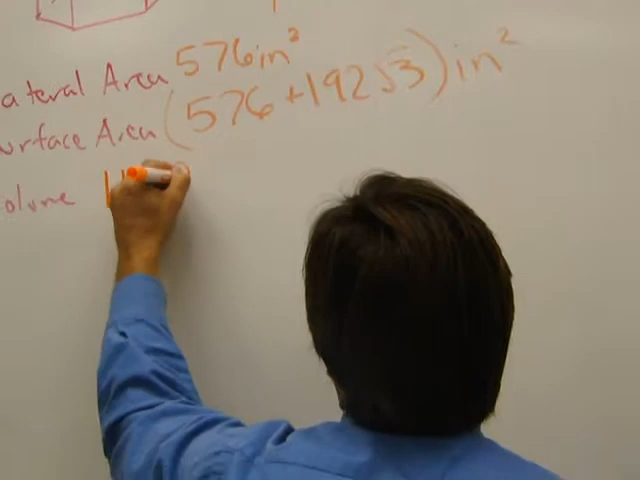 ateral Area 576in²
urface Area (576+192√3) in²
olume